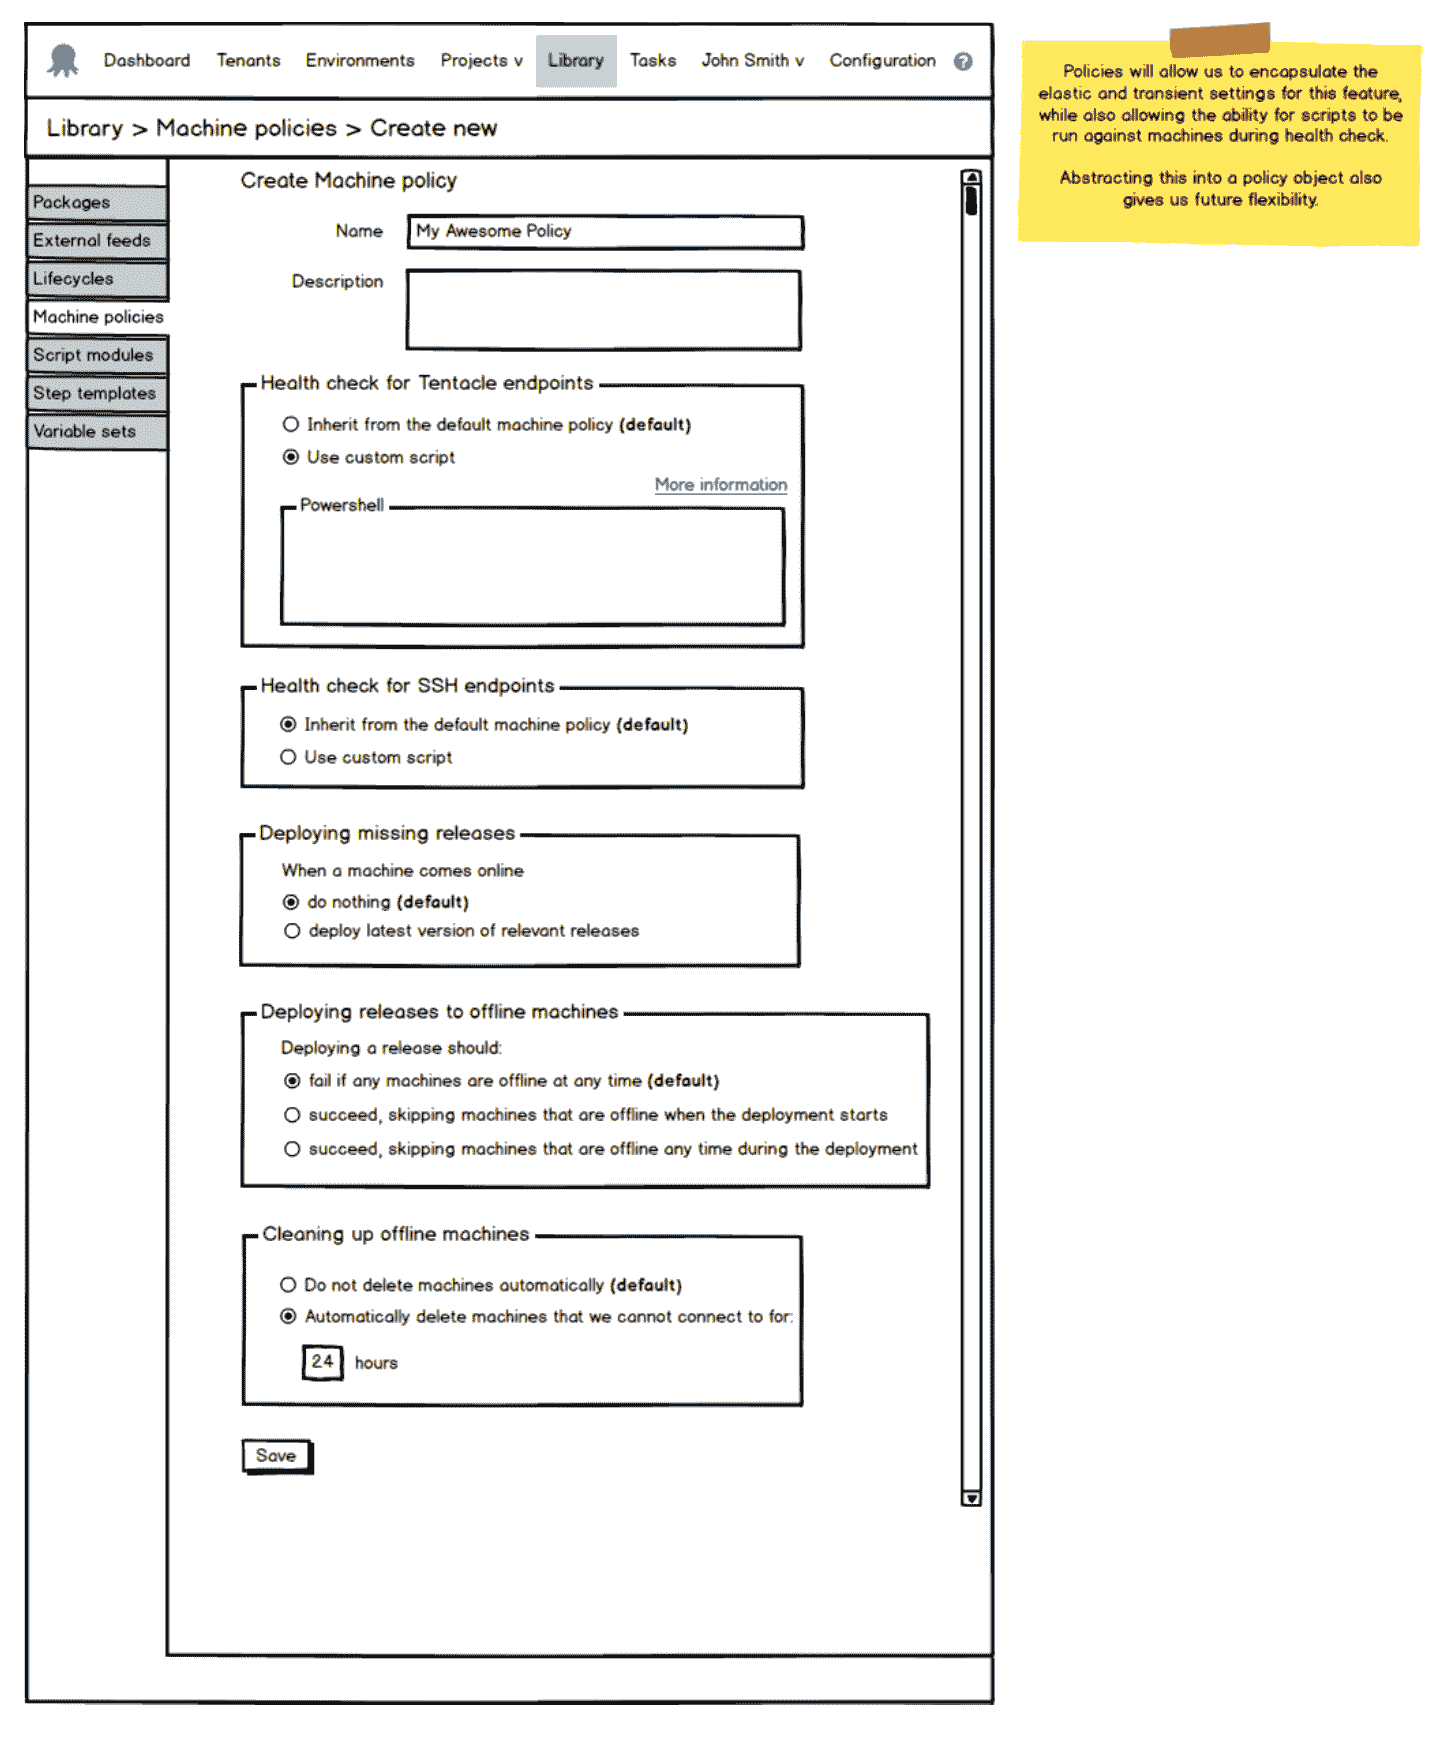 Dashboard Tenants Environments Projects v Library Tasks John Smith v Configuration ?
Library > Machine policies > Create new
Packages
External feeds
Lifecycles
Machine policies
Script modules
Step templates
Variable sets
Create Machine policy
Name My Awesome Policy
Description
Health check for Tentacle endpoints
Inherit from the default machine policy (default)
Use custom script
More information
Powershell
Health check for SSH endpoints
Inherit from the default machine policy (default)
Use custom script
Deploying missing releases
When a machine comes online
do nothing (default)
deploy latest version of relevant releases
Deploying releases to offline machines
Deploying a release should:
fail if any machines are offline at any time (default)
succeed, skipping machines that are offline when the deployment starts
succeed, skipping machines that are offline any time during the deployment
Cleaning up offline machines
Do not delete machines automatically (default)
Automatically delete machines that we cannot connect to for:
24 hours
Save
Policies will allow us to encapsulate the
elastic and transient settings for this feature,
while also allowing the ability for scripts to be
run against machines during health check.
Abstracting this into a policy object also
gives us future flexibility.